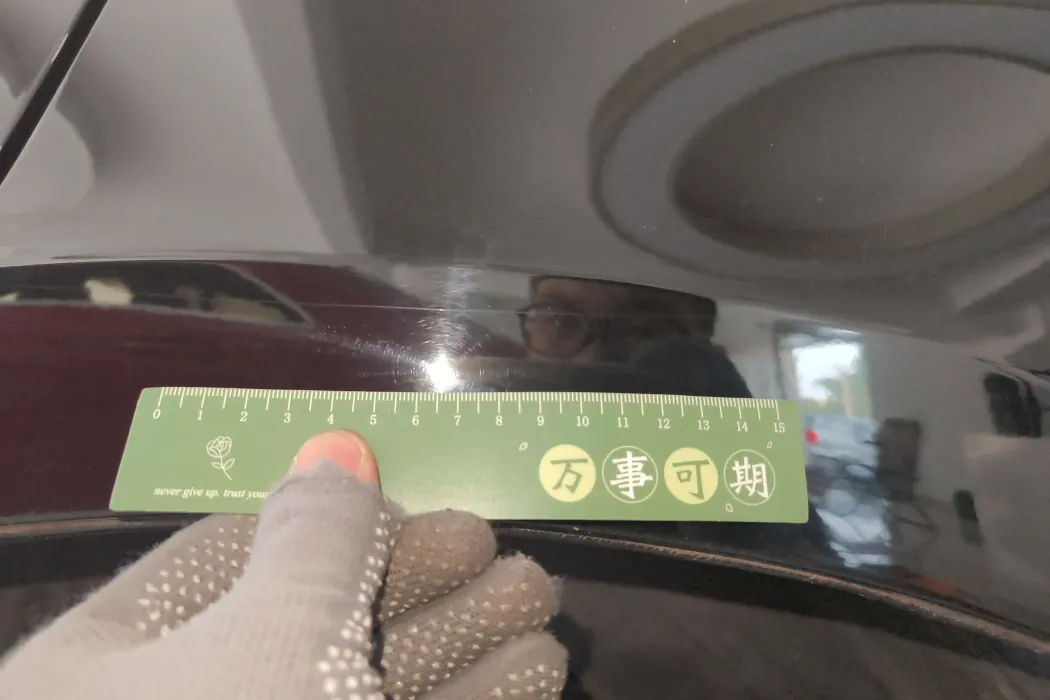 0 1 2 3 4 5 6 7 8 9 10 11 12 13 14 15
万事可期
never give up. trust your